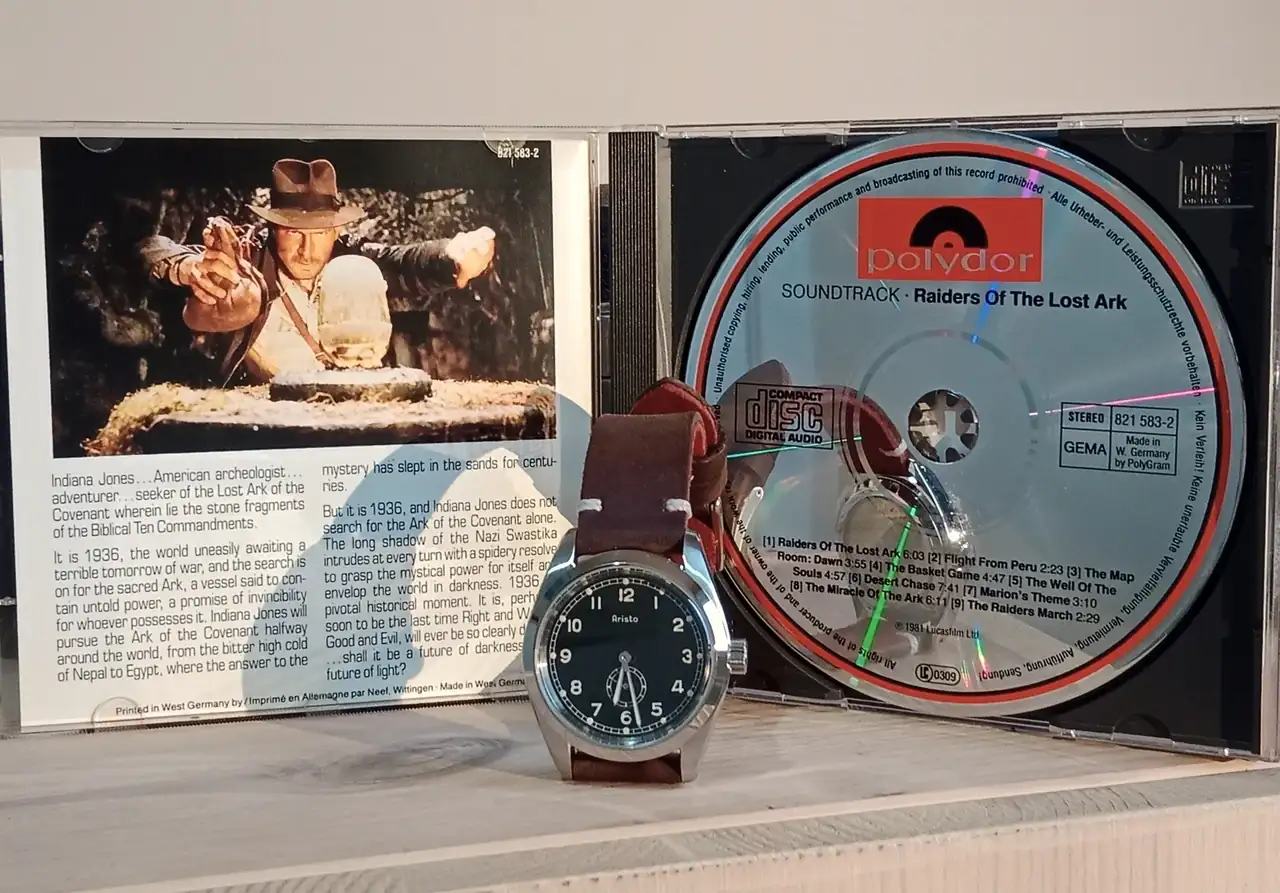 821 583-2
Indiana Jones...American archeologist...
adventurer...seeker of the Lost Ark of the
Covenant wherein lie the stone fragments
of the Biblical Ten Commandments.
It is 1936, the world uneasily awaiting a
terrible tomorrow of war, and the search is
on for the sacred Ark, a vessel said to con-
tain untold power, a promise of invincibility
for whoever possesses it. Indiana Jones will
pursue the Ark of the Covenant halfway
around the world, from the bitter high cold
of Nepal to Egypt, where the answer to the
mystery has slept in the sands for centu-
ries.
But it is 1936, and Indiana Jones does not
search for the Ark of the Covenant alone.
The long shadow of the Nazi Swastika
intrudes at every turn with a spidery resolve
to grasp the mystical power for itself an
envelop the world in darkness. 1936
pivotal historical moment. It is, perh
soon to be the last time Right and W
Good and Evil, will ever be so clearly d
...shall it be a future of darkness
future of light?
Printed in West Germany by / Imprimé en Allemagne par Neef, Wittingen · Made in West Germ
Unauthorised copying, hiring, lending, public performance and broadcasting of this record prohibited · Alle Urheber- und Leistungsschutzrechte vorbehalten · Kein Verleih! Keine unerlaubte Vervielfältigung, Vermietung, Aufführung, Sendung!
All rights of the producer and of the owner of the
polydor
SOUNDTRACK · Raiders Of The Lost Ark
COMPACT
disc
DIGITAL AUDIO
STEREO 821 583-2
GEMA Made in
W. Germany
by PolyGram
[1] Raiders Of The Lost Ark 6:03 [2] Flight From Peru 2:23 [3] The Map
Room: Dawn 3:55 [4] The Basket Game 4:47 [5] The Well Of The
Souls 4:57 [6] Desert Chase 7:41 [7] Marion's Theme 3:10
[8] The Miracle Of The Ark 6:11 [9] The Raiders March 2:29
℗ 1981 Lucasfilm Ltd.
LC 0309
disc
12
11 1
10 2
Aristo
9 3
8 4
7 5
6